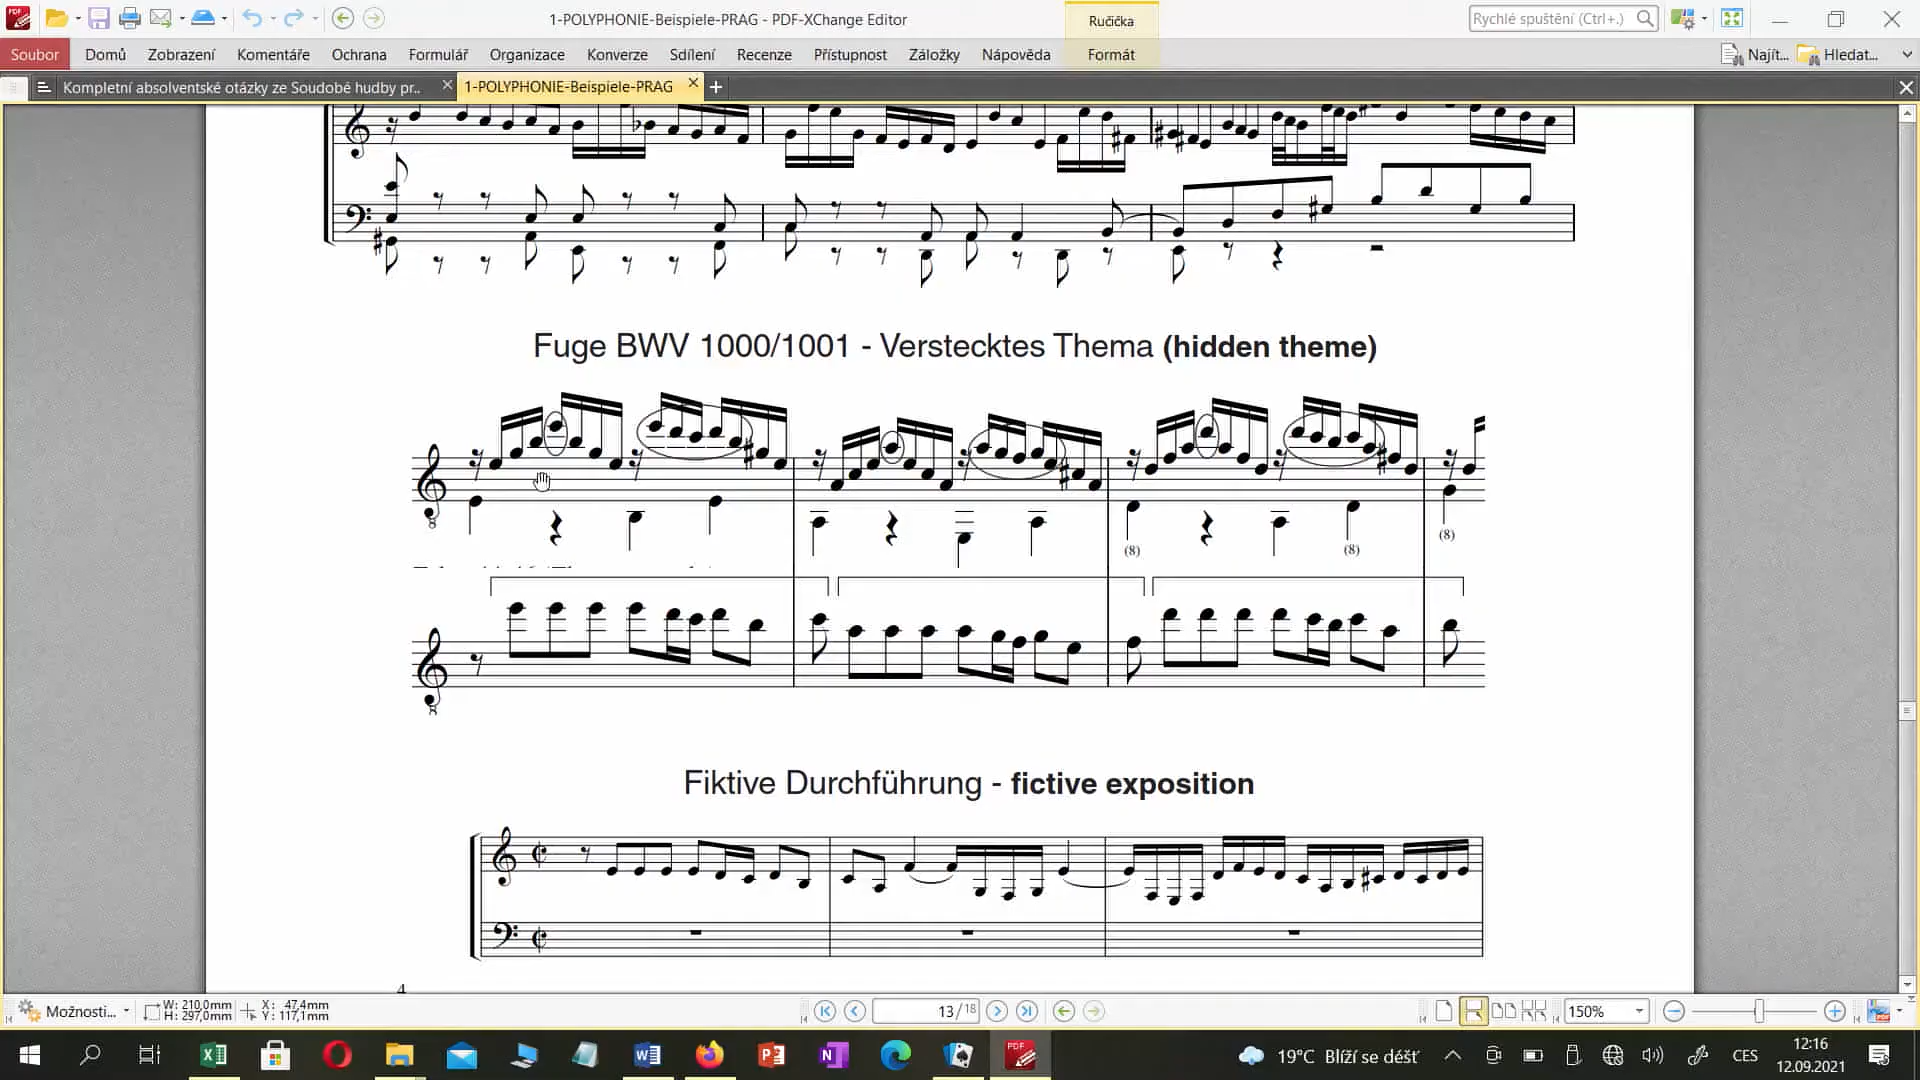 1-POLYPHONIE-Beispiele-PRAG - PDF-XChange Editor
Ručička
Rychlé spuštění (Ctrl+.)
Soubor Domů Zobrazení Komentáře Ochrana Formulář Organizace Konverze Sdílení Recenze Přístupnost Záložky Nápověda Formát Najít... Hledat...
Kompletní absolventské otázky ze Soudobé hudby pr.. 1-POLYPHONIE-Beispiele-PRAG
Fuge BWV 1000/1001 - Verstecktes Thema (hidden theme)
(8) (8) (8)
8
8
Fiktive Durchführung - fictive exposition
4
Možnosti... W: 210,0mm H: 297,0mm X: 47,4mm Y: 117,1mm 13 / 18 150%
19°C Blíží se déšť CES 12:16
12.09.2021